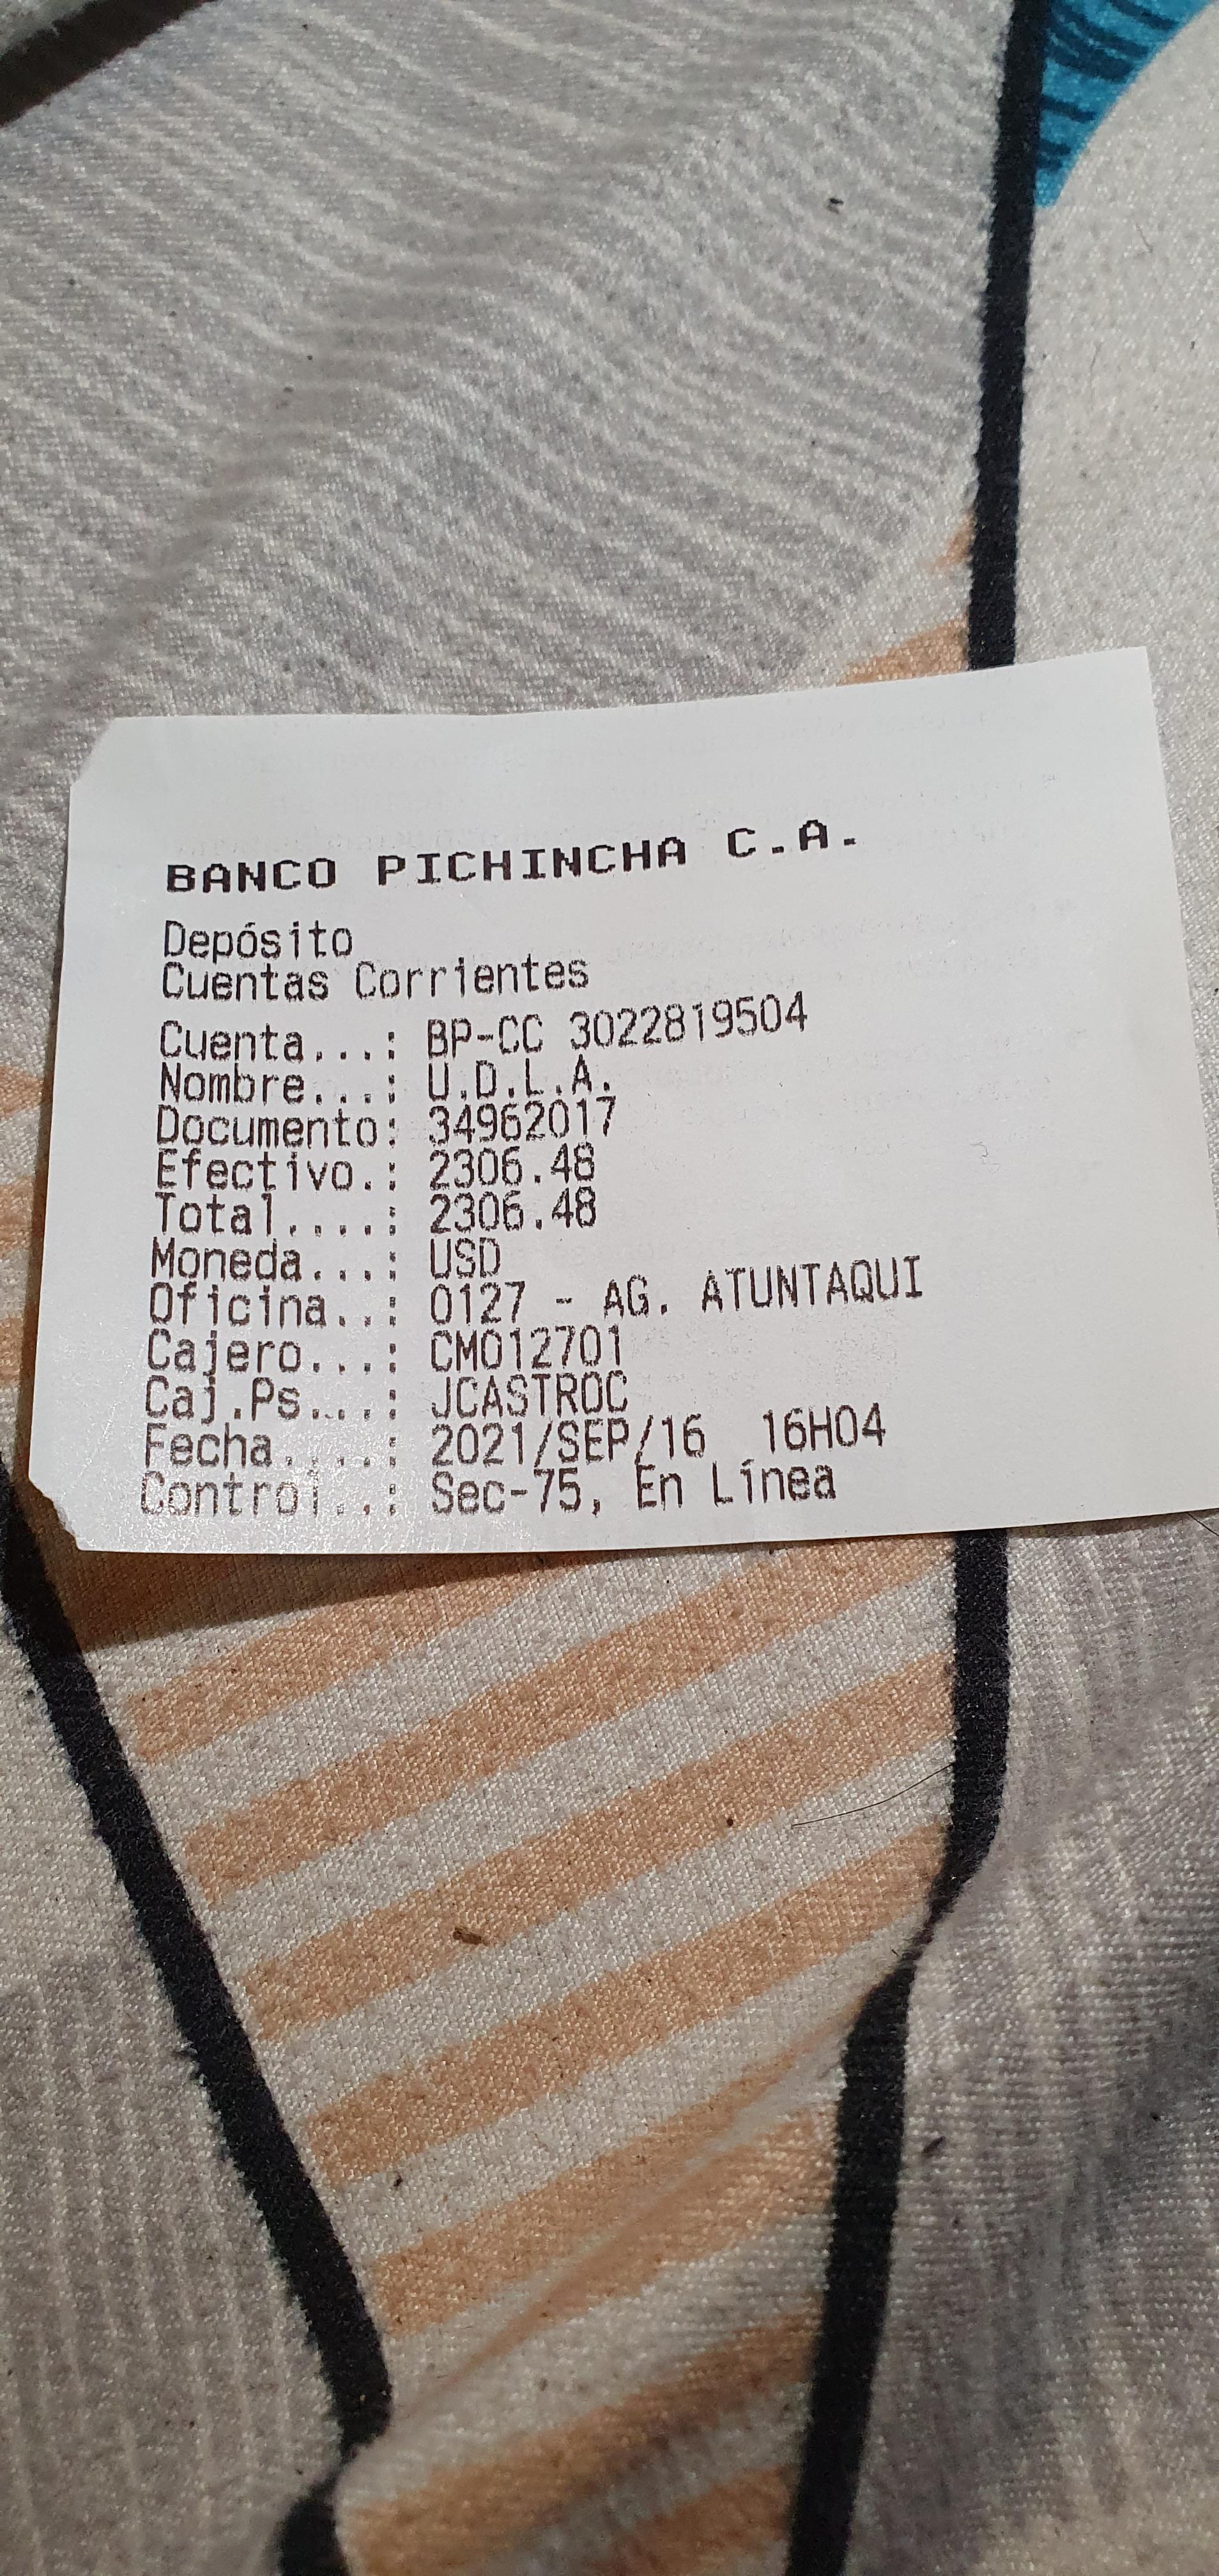 BANCO PICHINCHA C.A.
Depósito
Cuentas Corrientes
Cuenta...: BP-CC 3022819504
Nombre...: U.D.L.A.
Documento: 34962017
Efectivo.: 2306.48
Total....: 2306.48
Moneda...: USD
Oficina..: 0127 - AG. ATUNTAQUI
Cajero...: CM012701
Caj.Ps...: JCASTROC
Fecha....: 2021/SEP/16 16H04
Control..: Sec-75, En Línea